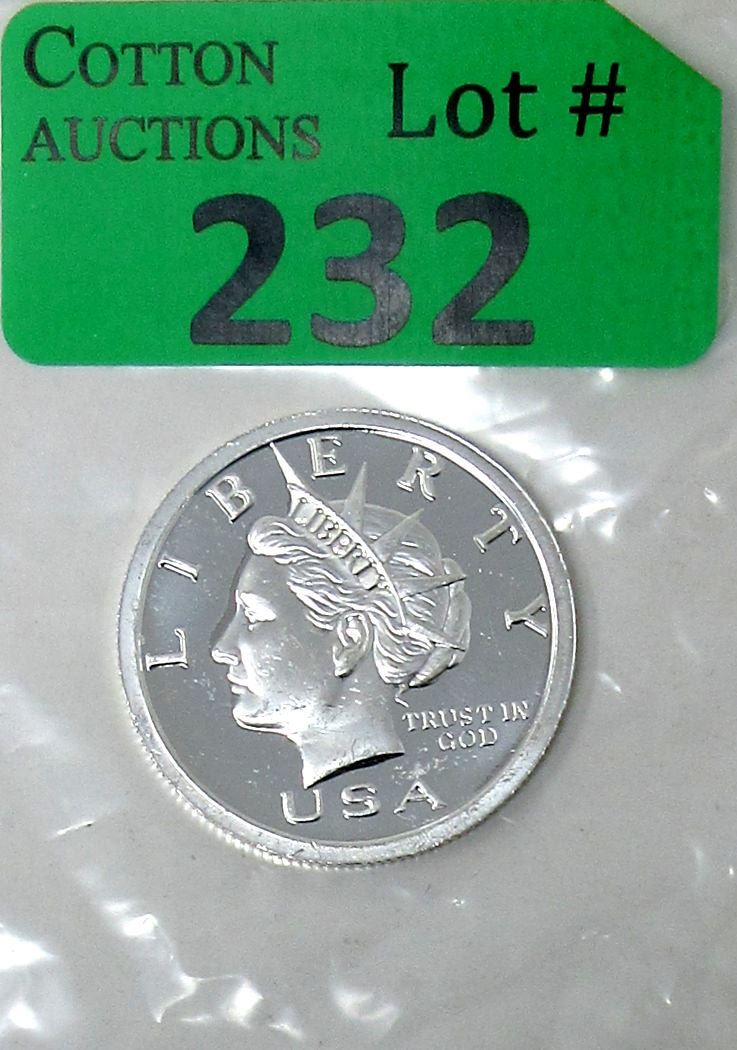 COTTON
AUCTIONS
Lot #
232
LIBERTY
LIBERTY
TRUST IN
GOD
USA